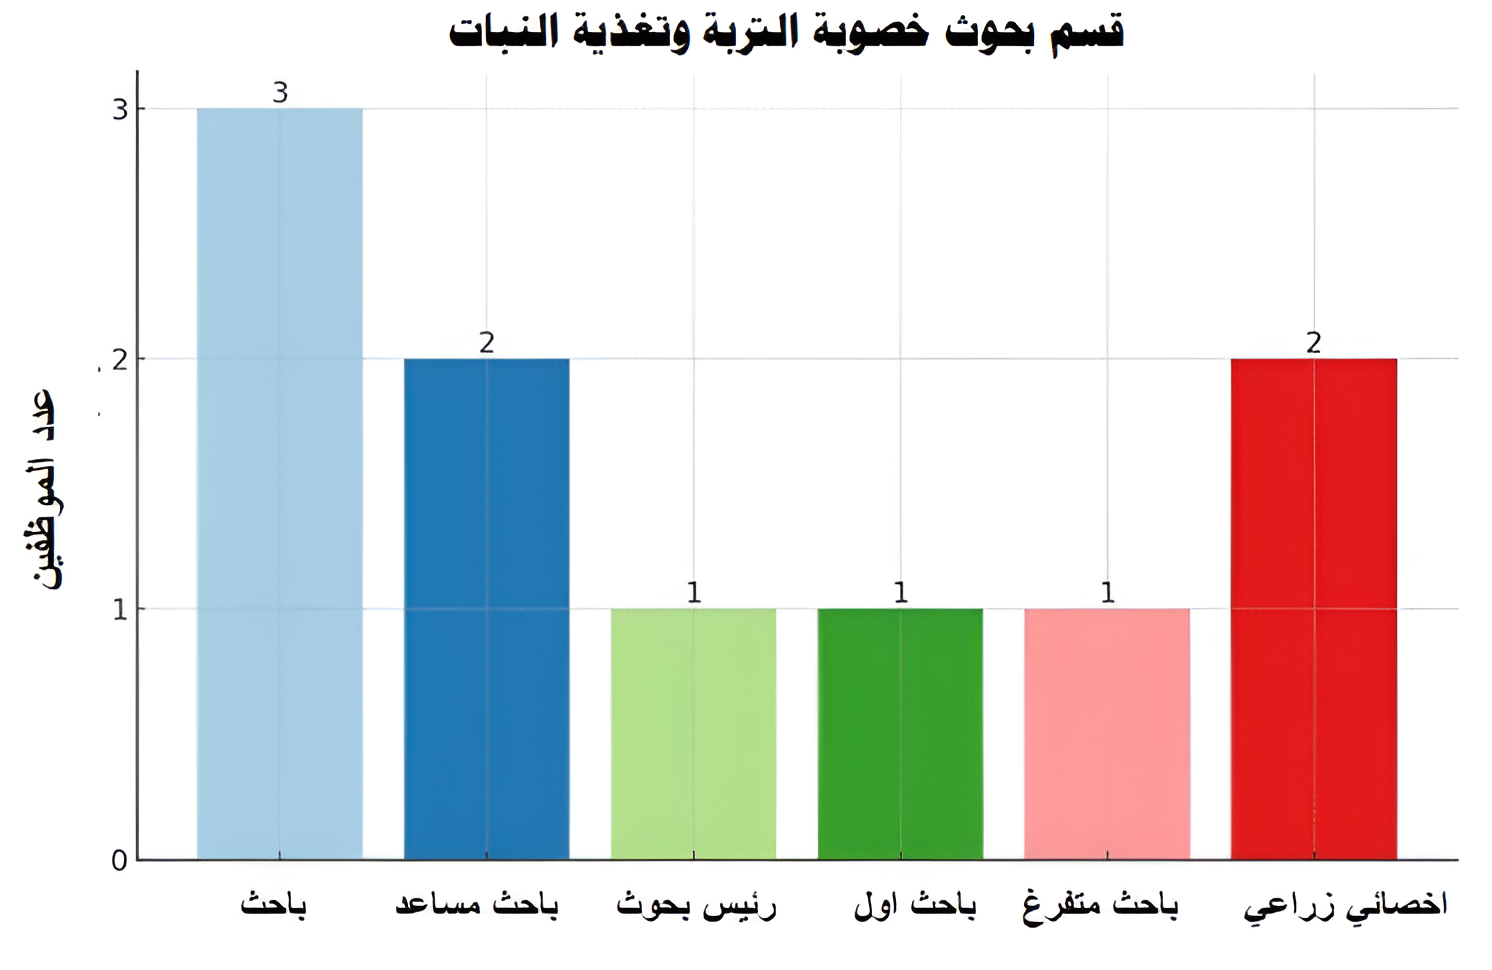 قسم بحوث خصوبة التربة وتغذية النبات
عدد الموظفين
3
2
1
0
3
2
1
1
1
2
باحث
باحث مساعد
رئيس بحوث
باحث اول
باحث متفرغ
اخصائي زراعي